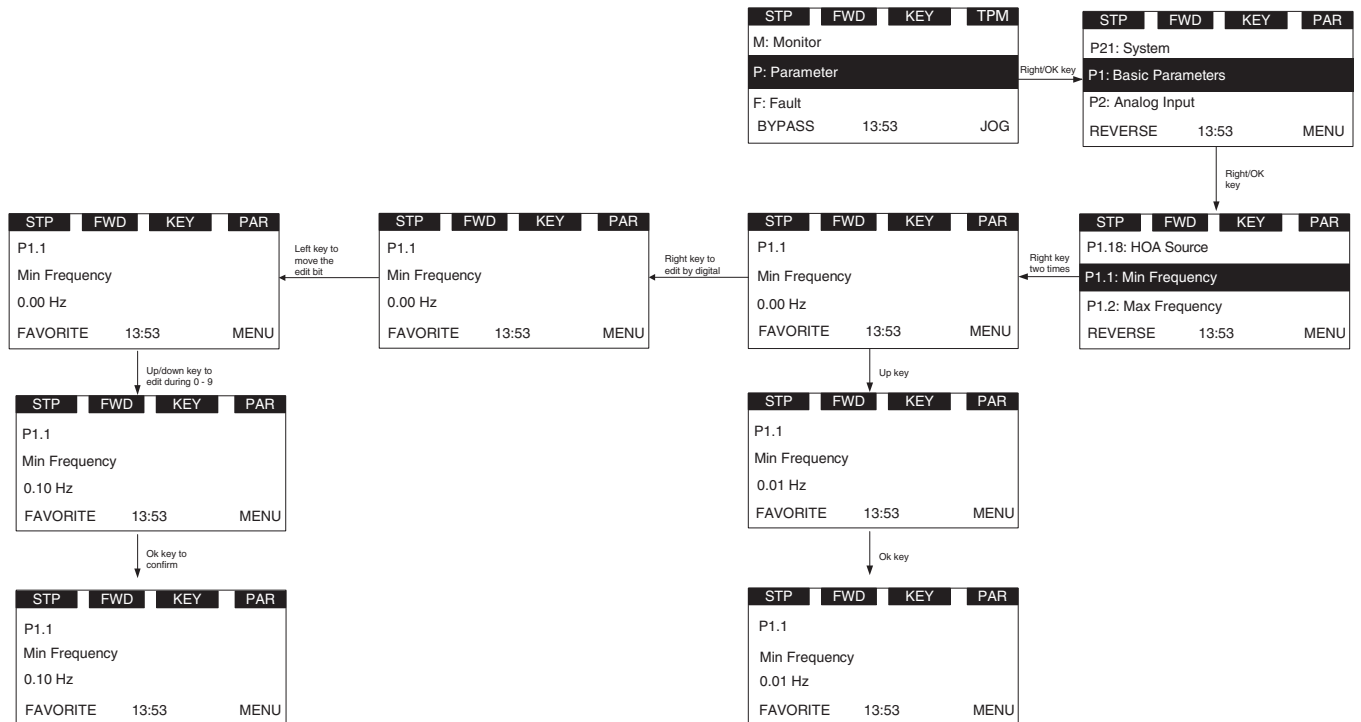 STP FWD KEY TPM
M: Monitor
P: Parameter
F: Fault
BYPASS 13:53 JOG
Right/OK key
STP FWD KEY PAR
P21: System
P1: Basic Parameters
P2: Analog Input
REVERSE 13:53 MENU
Right/OK
key
STP FWD KEY PAR
P1.18: HOA Source
P1.1: Min Frequency
P1.2: Max Frequency
REVERSE 13:53 MENU
Right key
two times
STP FWD KEY PAR
P1.1
Min Frequency
0.00 Hz
FAVORITE 13:53 MENU
Right key to
edit by digital
STP FWD KEY PAR
P1.1
Min Frequency
0.00 Hz
FAVORITE 13:53 MENU
Left key to
move the
edit bit
STP FWD KEY PAR
P1.1
Min Frequency
0.00 Hz
FAVORITE 13:53 MENU
Up/down key to
edit during 0 - 9
STP FWD KEY PAR
P1.1
Min Frequency
0.10 Hz
FAVORITE 13:53 MENU
Ok key to
confirm
STP FWD KEY PAR
P1.1
Min Frequency
0.10 Hz
FAVORITE 13:53 MENU
Up key
STP FWD KEY PAR
P1.1
Min Frequency
0.01 Hz
FAVORITE 13:53 MENU
Ok key
STP FWD KEY PAR
P1.1
Min Frequency
0.01 Hz
FAVORITE 13:53 MENU